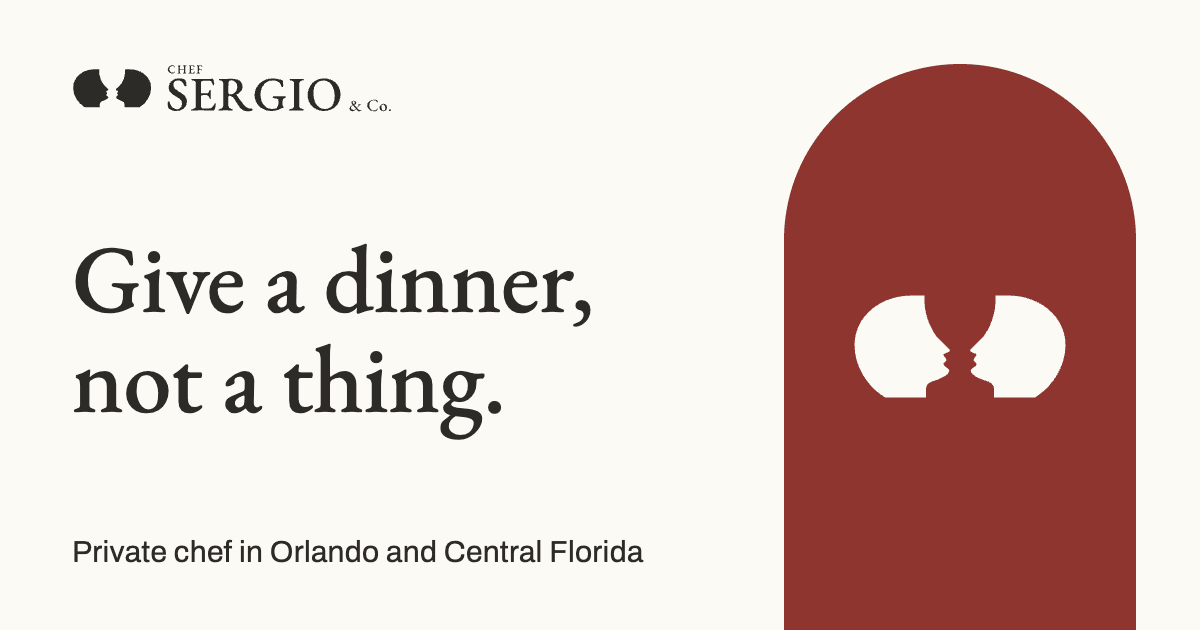 CHEF
SERGIO & Co.
Give a dinner,
not a thing.
Private chef in Orlando and Central Florida